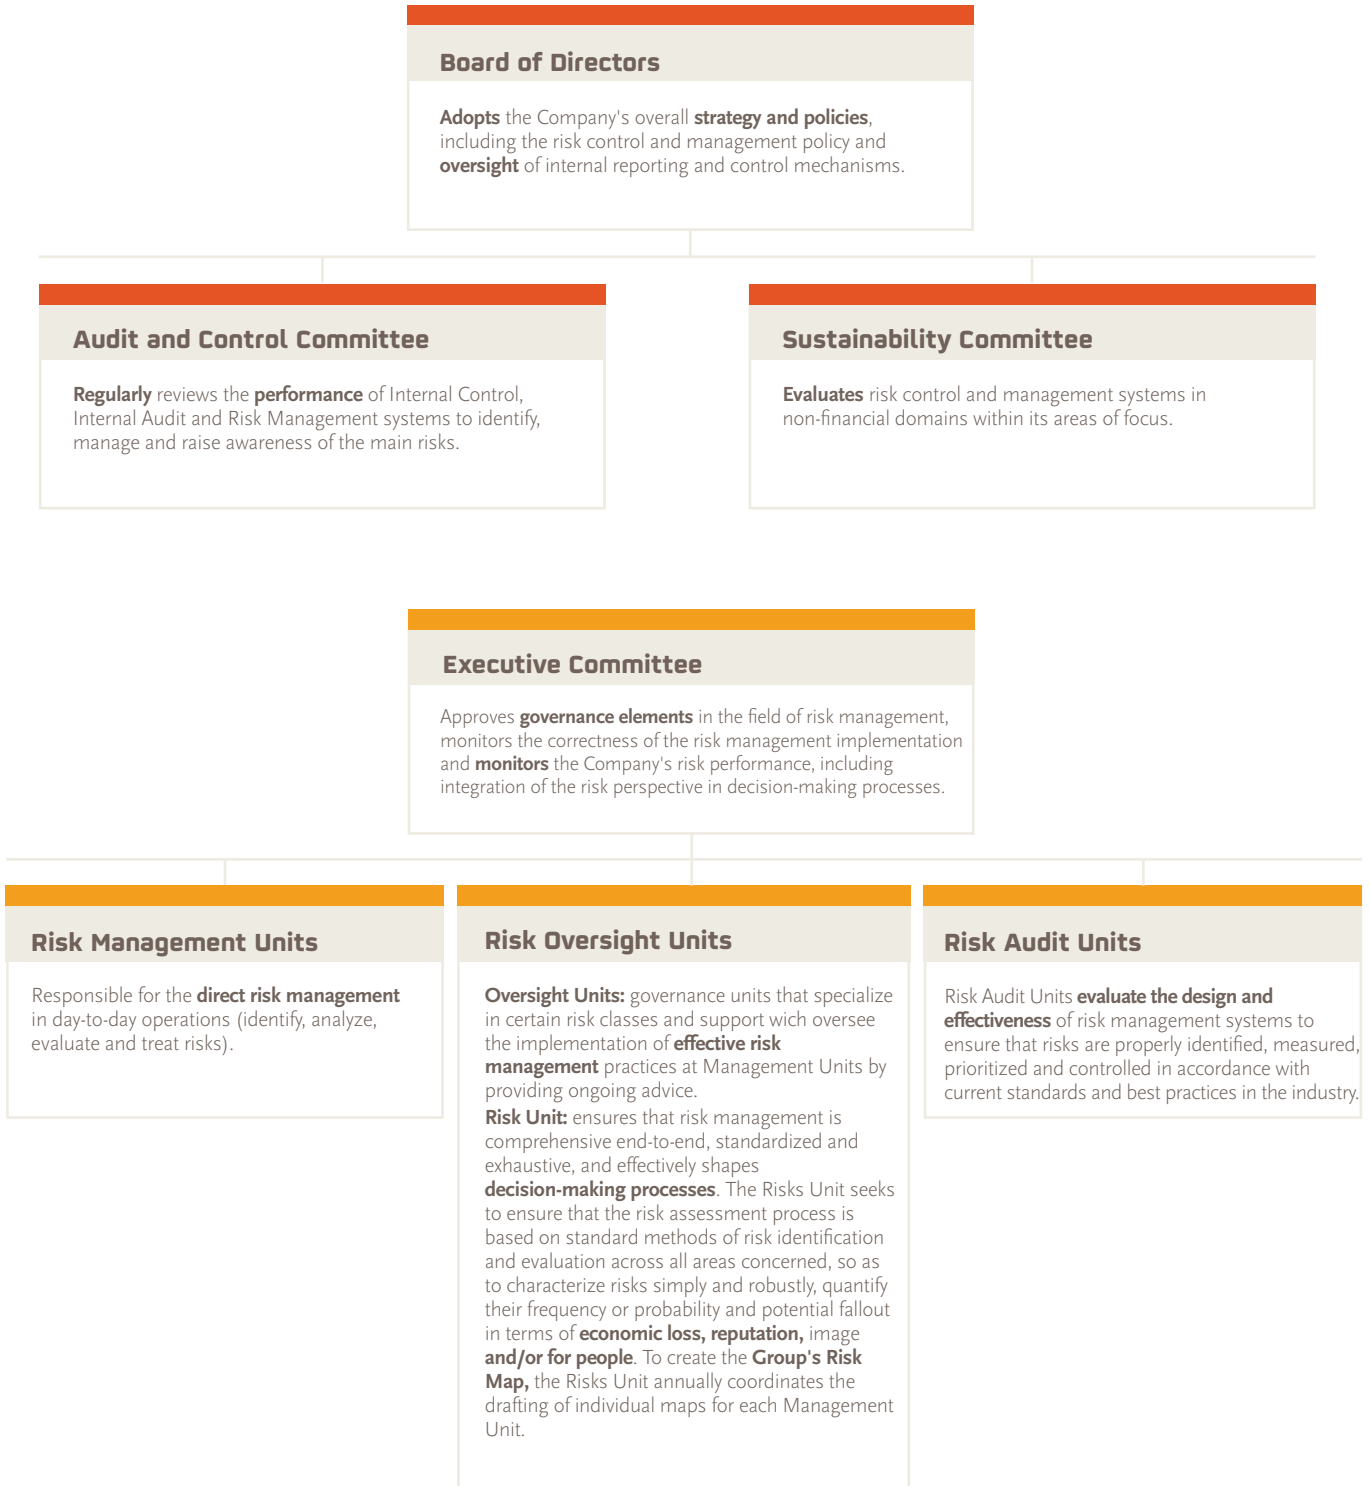 Board of Directors
Adopts the Company's overall strategy and policies,
including the risk control and management policy and
oversight of internal reporting and control mechanisms.
Audit and Control Committee
Regularly reviews the performance of Internal Control,
Internal Audit and Risk Management systems to identify,
manage and raise awareness of the main risks.
Sustainability Committee
Evaluates risk control and management systems in
non-financial domains within its areas of focus.
Executive Committee
Approves governance elements in the field of risk management,
monitors the correctness of the risk management implementation
and monitors the Company's risk performance, including
integration of the risk perspective in decision-making processes.
Risk Management Units
Responsible for the direct risk management
in day-to-day operations (identify, analyze,
evaluate and treat risks).
Risk Oversight Units
Oversight Units: governance units that specialize
in certain risk classes and support wich oversee
the implementation of effective risk
management practices at Management Units by
providing ongoing advice.
Risk Unit: ensures that risk management is
comprehensive end-to-end, standardized and
exhaustive, and effectively shapes
decision-making processes. The Risks Unit seeks
to ensure that the risk assessment process is
based on standard methods of risk identification
and evaluation across all areas concerned, so as
to characterize risks simply and robustly, quantify
their frequency or probability and potential fallout
in terms of economic loss, reputation, image
and/or for people. To create the Group's Risk
Map, the Risks Unit annually coordinates the
drafting of individual maps for each Management
Unit.
Risk Audit Units
Risk Audit Units evaluate the design and
effectiveness of risk management systems to
ensure that risks are properly identified, measured,
prioritized and controlled in accordance with
current standards and best practices in the industry.